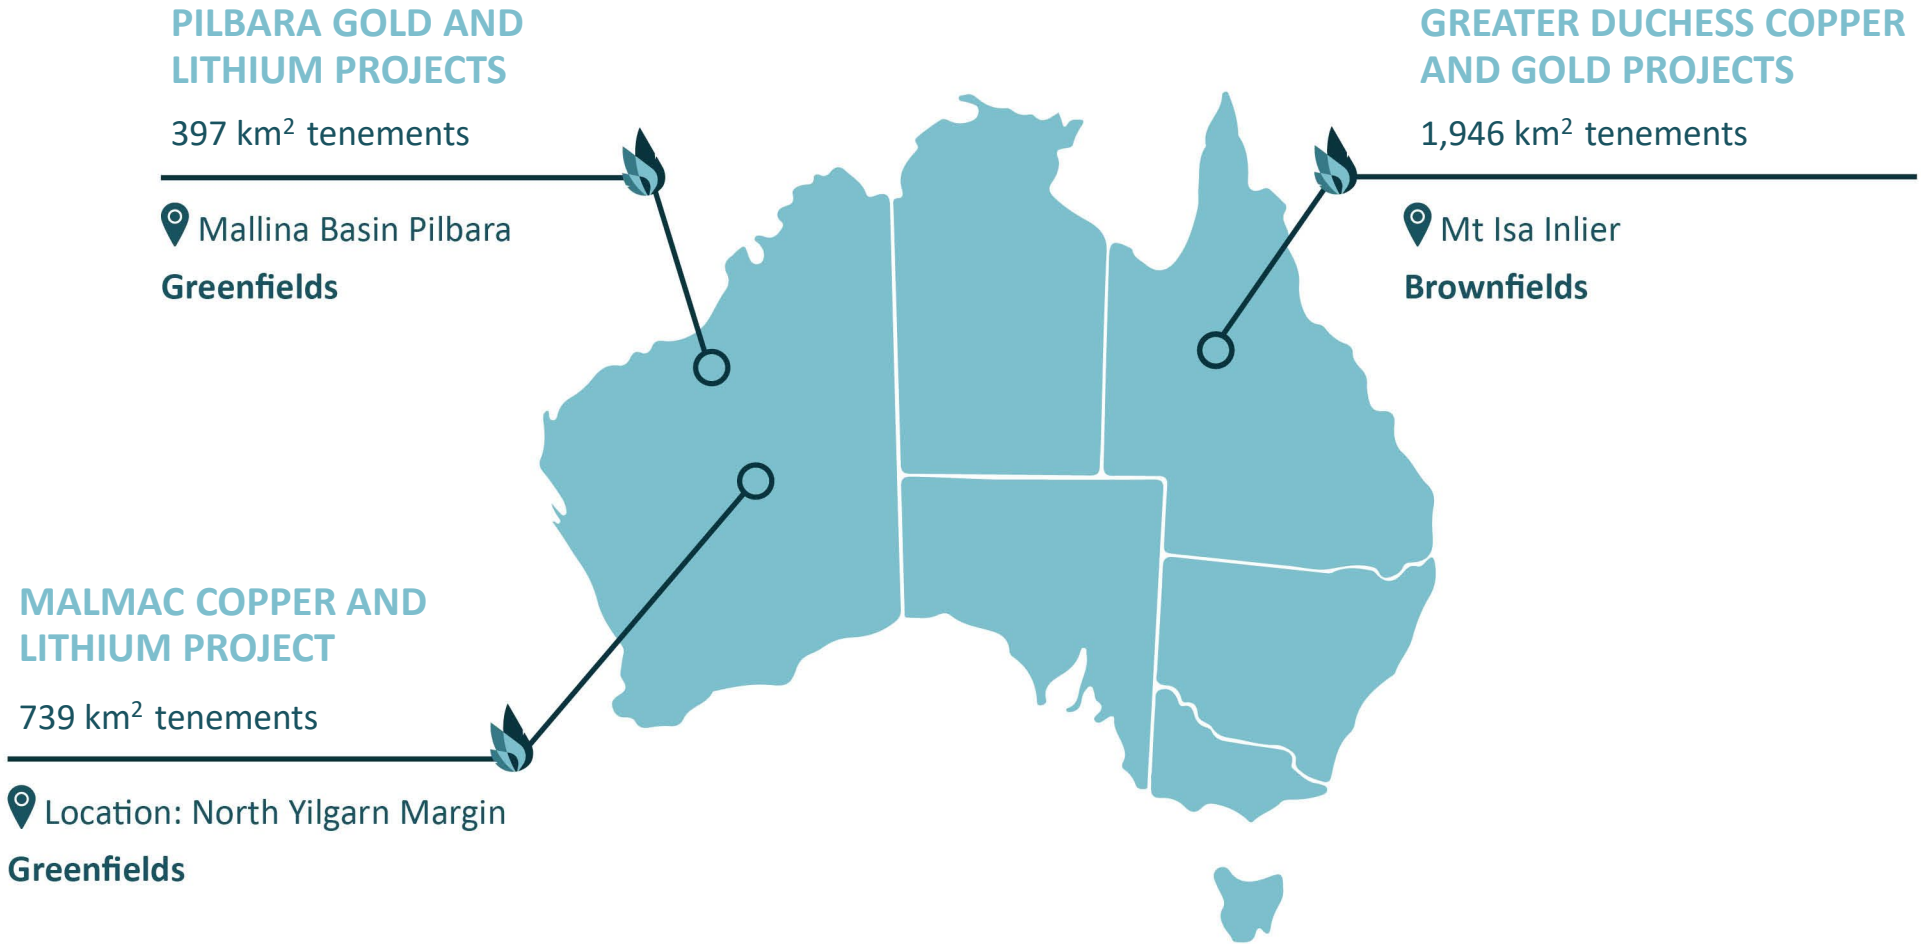 PILBARA GOLD AND
LITHIUM PROJECTS
397 km² tenements
Mallina Basin Pilbara
Greenfields
GREATER DUCHESS COPPER
AND GOLD PROJECTS
1,946 km² tenements
Mt Isa Inlier
Brownfields
MALMAC COPPER AND
LITHIUM PROJECT
739 km² tenements
Location: North Yilgarn Margin
Greenfields